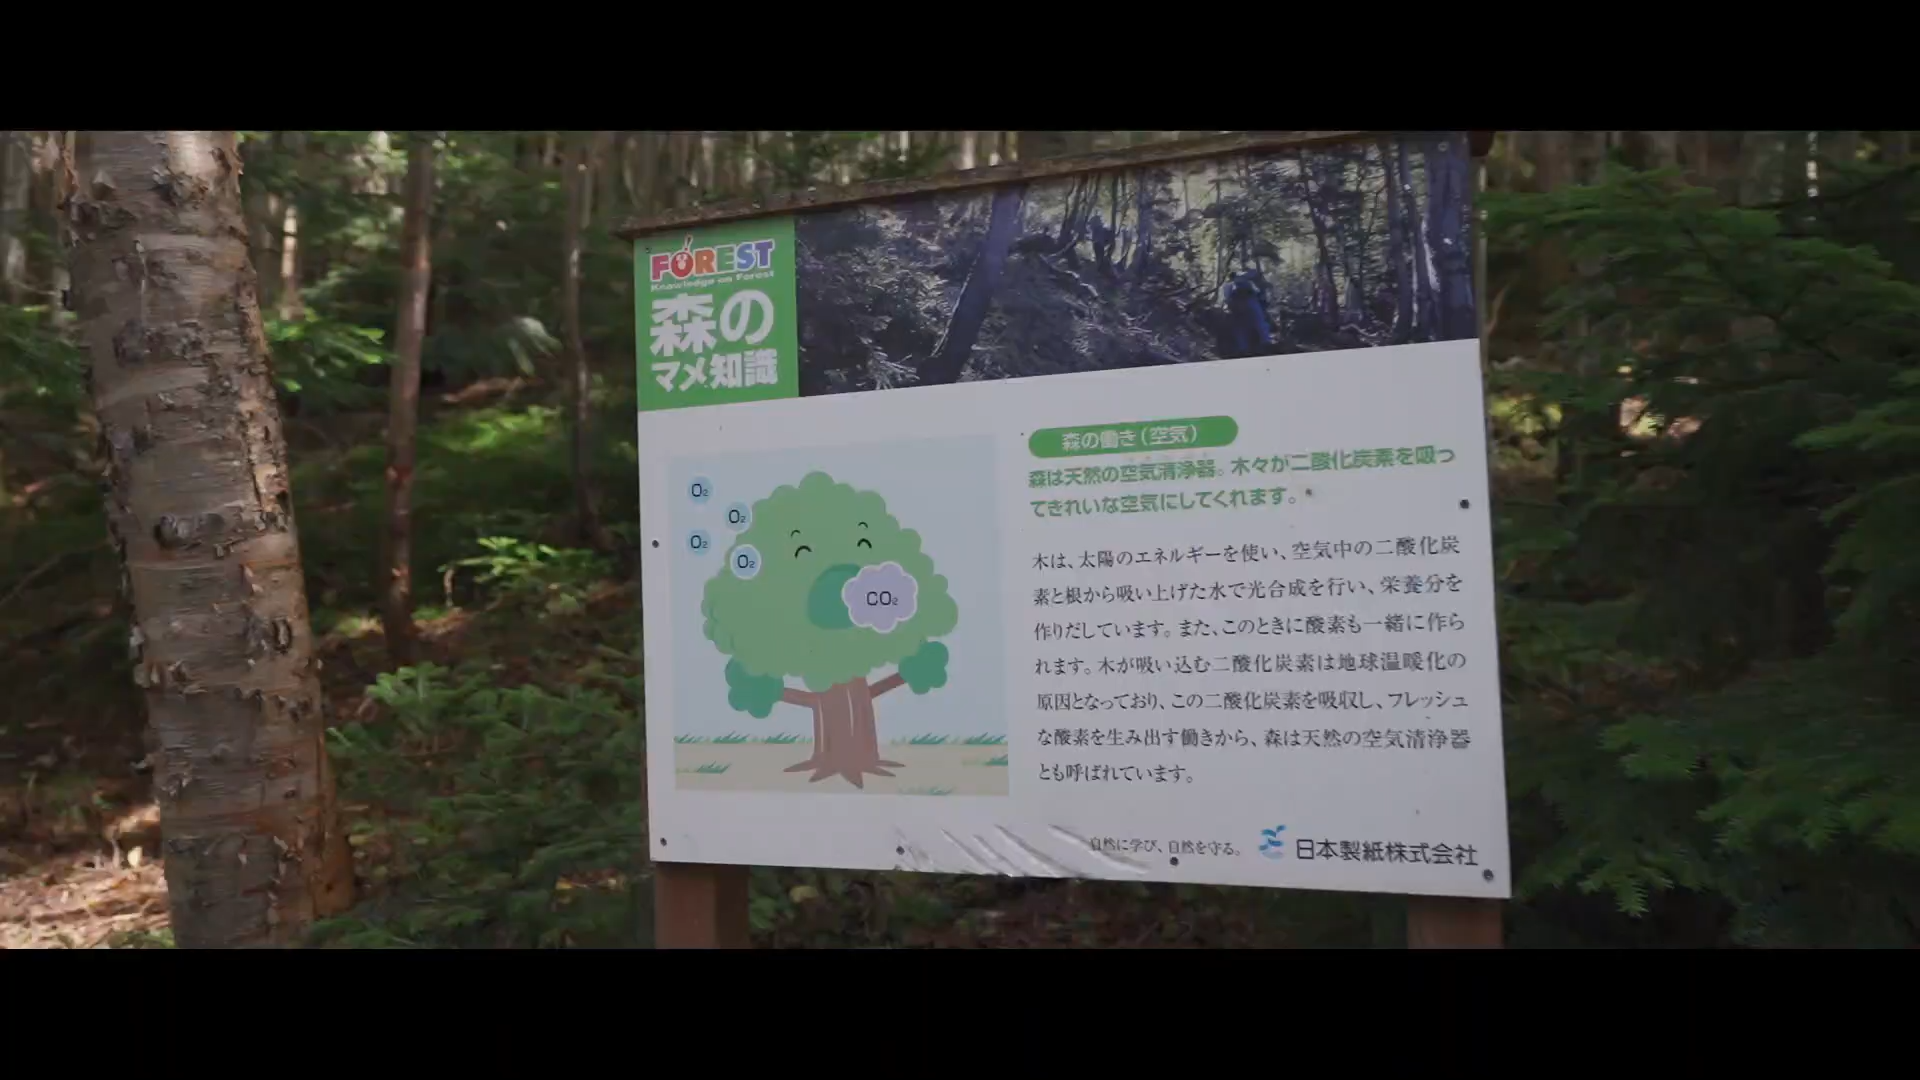 FOREST
Knowledge on Forest
森の
マメ知識
O₂
O₂
O₂
O₂
CO₂
森の働き（空気）
森は天然の空気清浄器。木々が二酸化炭素を吸っ
てきれいな空気にしてくれます。
木は、太陽のエネルギーを使い、空気中の二酸化炭
素と根から吸い上げた水で光合成を行い、栄養分を
作りだしています。また、このときに酸素も一緒に作ら
れます。木が吸い込む二酸化炭素は地球温暖化の
原因となっており、この二酸化炭素を吸収し、フレッシュ
な酸素を生み出す働きから、森は天然の空気清浄器
とも呼ばれています。
自然に学び、自然を守る。
日本製紙株式会社